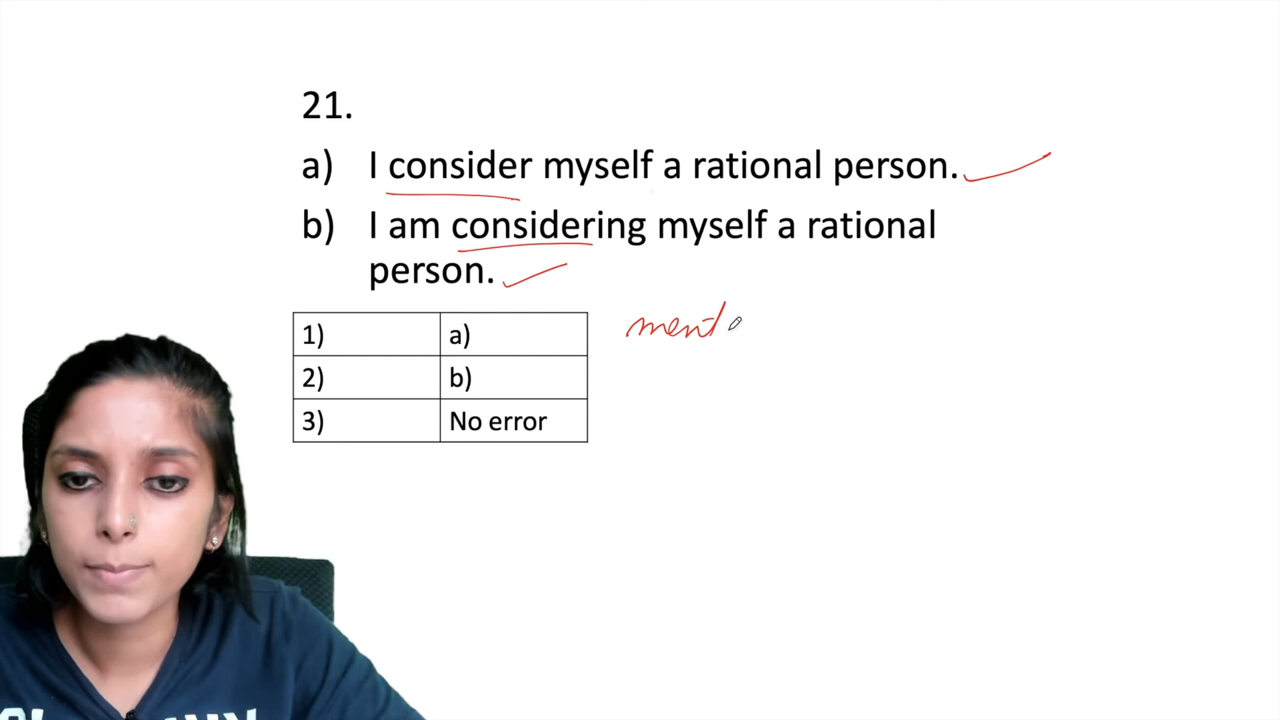 21.
a) I consider myself a rational person.
b) I am considering myself a rational
person.
1) a)
2) b)
3) No error
ment